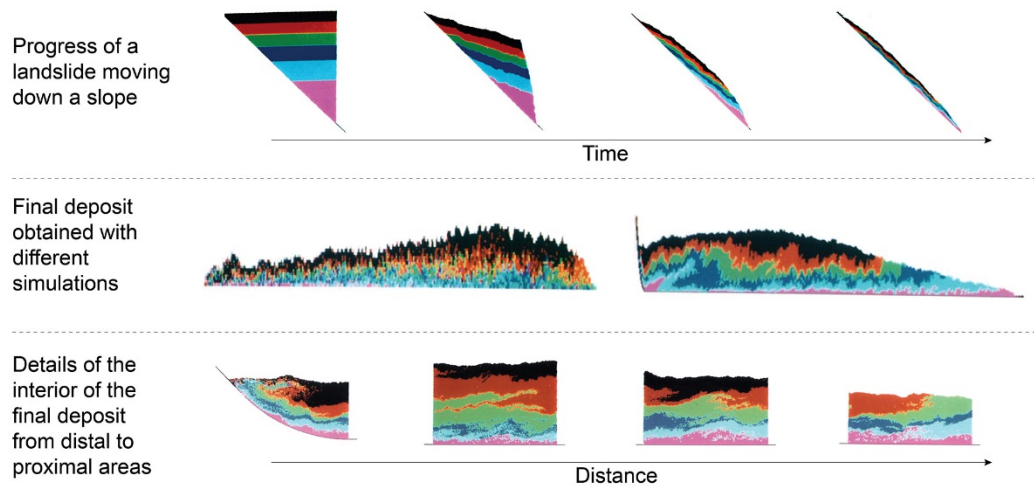 Progress of a
landslide moving
down a slope
Time
Final deposit
obtained with
different
simulations
Details of the
interior of the
final deposit
from distal to
proximal areas
Distance